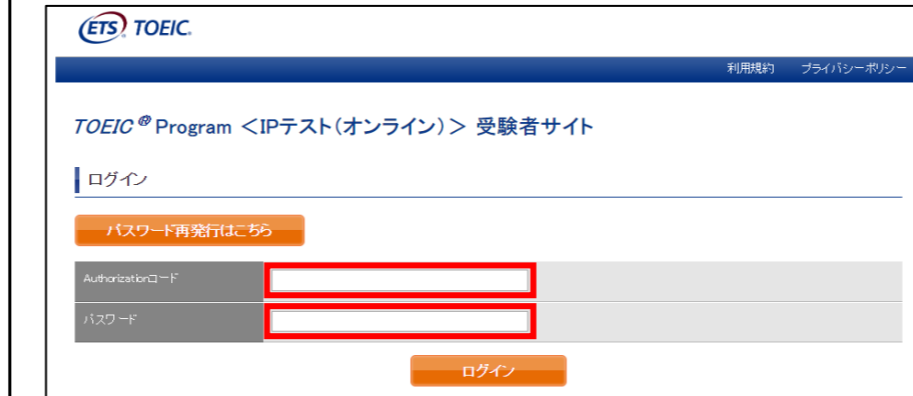 ETS TOEIC.
利用規約 プライバシーポリシー
TOEIC® Program <IPテスト(オンライン)> 受験者サイト
ログイン
パスワード再発行はこちら
Authorizationコード
パスワード
ログイン